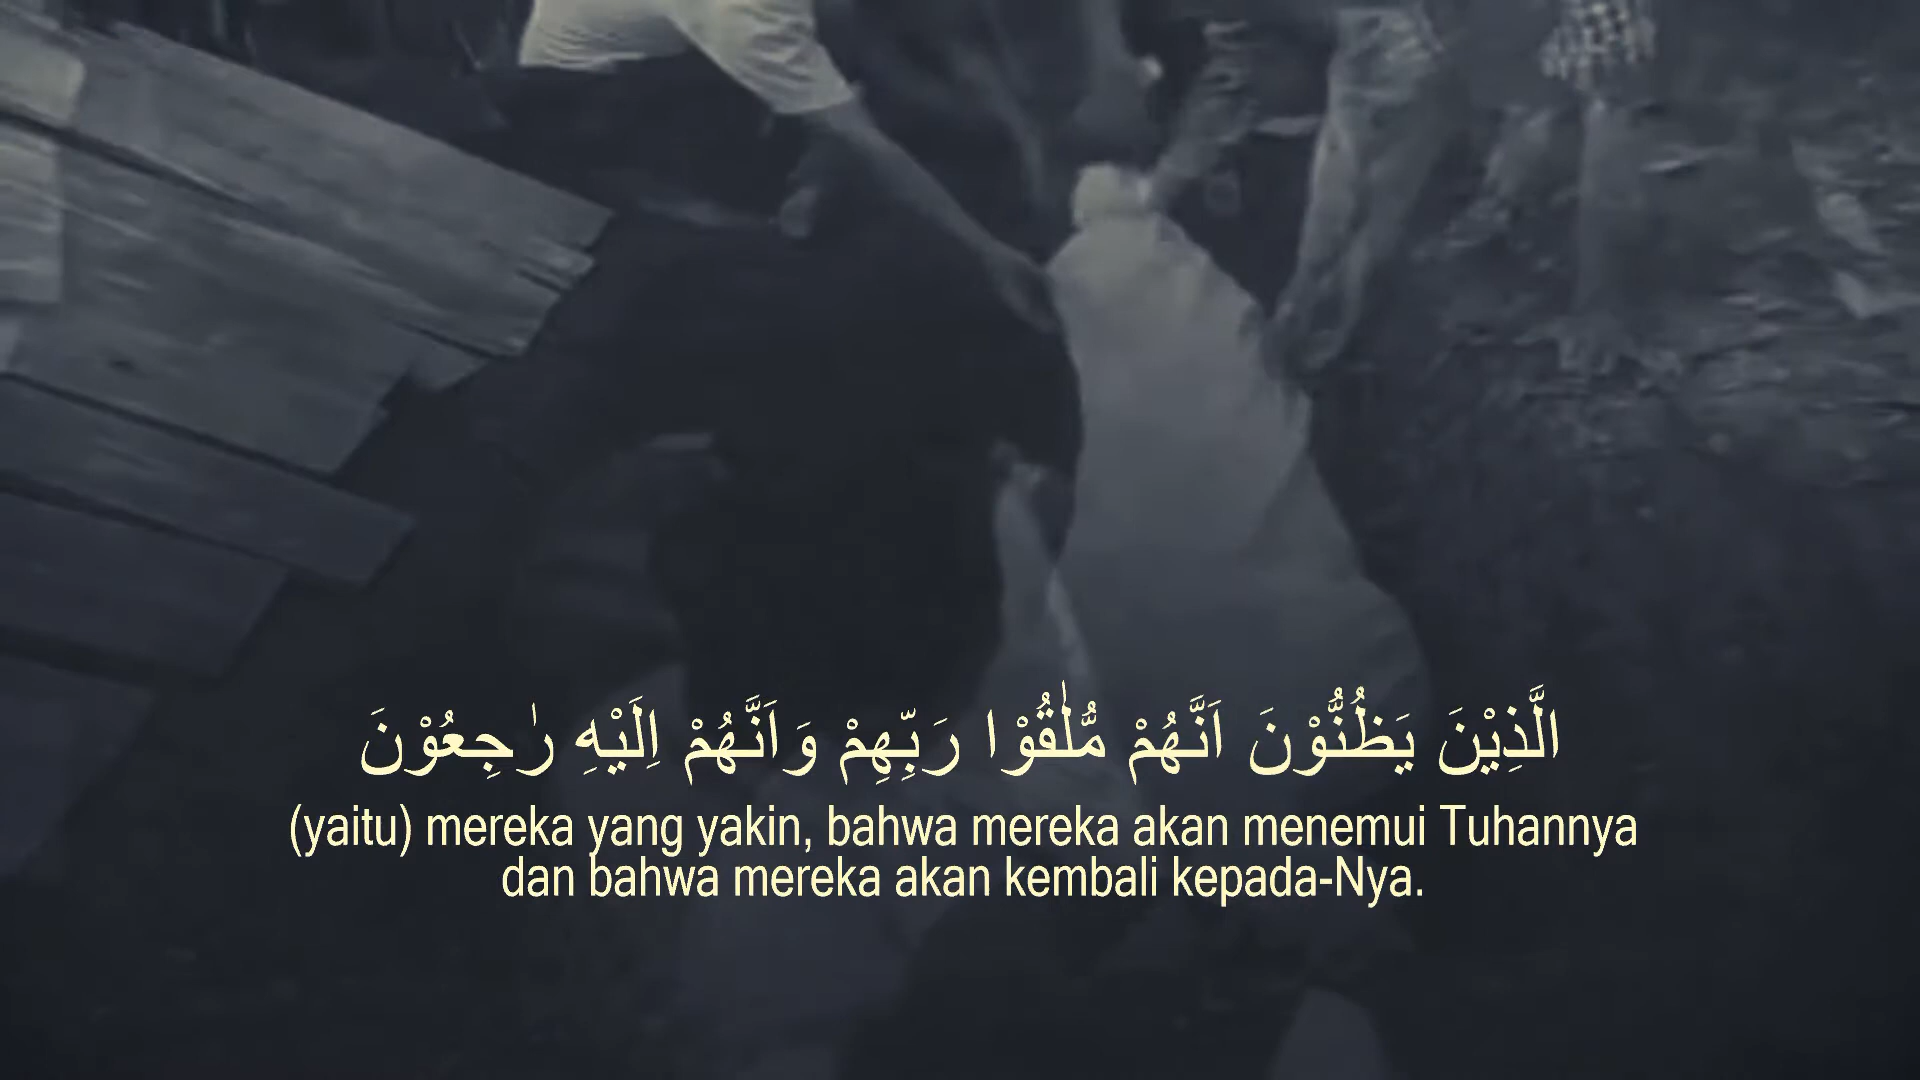 الَّذِيْنَ يَظُنُّوْنَ اَنَّهُمْ مُّلٰقُوْا رَبِّهِمْ وَاَنَّهُمْ اِلَيْهِ رٰجِعُوْنَ
(yaitu) mereka yang yakin, bahwa mereka akan menemui Tuhannya
dan bahwa mereka akan kembali kepada-Nya.